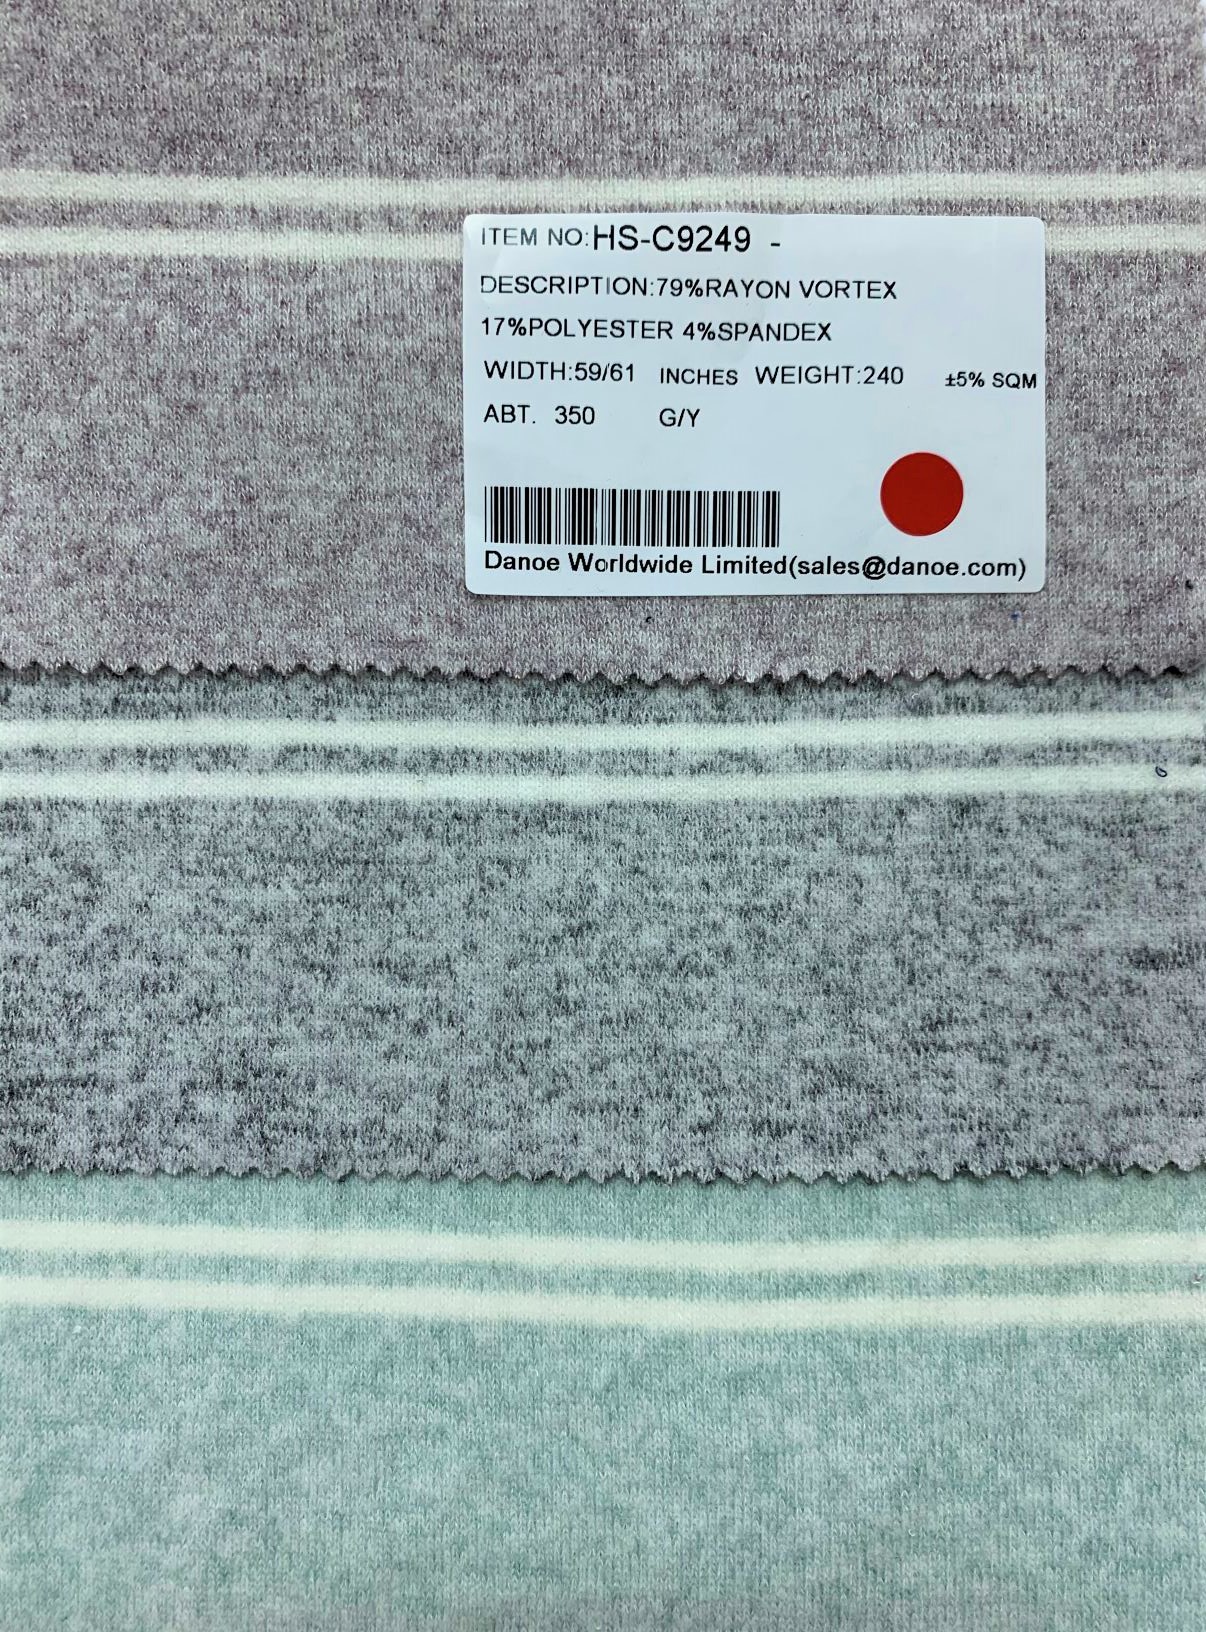 ITEM NO:HS-C9249 -
DESCRIPTION:79%RAYON VORTEX
17%POLYESTER 4%SPANDEX
WIDTH:59/61 INCHES WEIGHT:240 ±5% SQM
ABT. 350 G/Y
Danoe Worldwide Limited(sales@danoe.com)